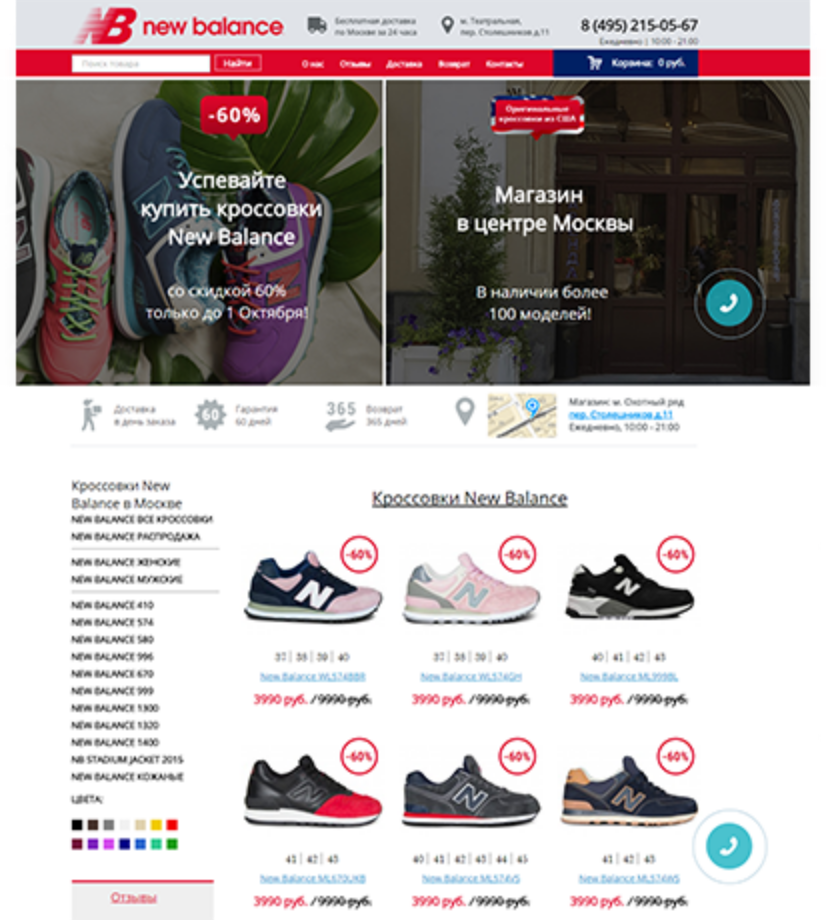 NB new balance
Бесплатная доставка
по Москве за 24 часа
м. Театральная,
пер. Столешников д.11
8 (495) 215-05-67
Ежедневно | 10:00 - 21:00
Поиск товара
Найти
О нас Отзывы Доставка Возврат Контакты
Корзина: 0 руб.
-60%
Успевайте
купить кроссовки
New Balance
со скидкой 60%
только до 1 Октября!
Оригинальные
кроссовки из США
Магазин
в центре Москвы
В наличии более
100 моделей!
Доставка
в день заказа
60
Гарантия
60 дней
365
Возврат
365 дней
Магазин: м. Охотный ряд
пер. Столешников д.11
Ежедневно, 10:00 - 21:00
Кроссовки New
Balance в Москве
NEW BALANCE ВСЕ КРОССОВКИ
NEW BALANCE РАСПРОДАЖА
NEW BALANCE ЖЕНСКИЕ
NEW BALANCE МУЖСКИЕ
NEW BALANCE 410
NEW BALANCE 574
NEW BALANCE 580
NEW BALANCE 996
NEW BALANCE 670
NEW BALANCE 999
NEW BALANCE 1300
NEW BALANCE 1320
NEW BALANCE 1400
NB STADIUM JACKET 2015
NEW BALANCE КОЖАНЫЕ
ЦВЕТА:
Отзывы
Кроссовки New Balance
-60% -60% -60%
37 | 38 | 39 | 40
37 | 38 | 39 | 40
40 | 41 | 42 | 43
New Balance WL574BBR
New Balance WL574GH
New Balance ML999BL
3990 руб. / 9990 руб.
3990 руб. / 9990 руб.
3990 руб. / 9990 руб.
-60% -60% -60%
41 | 42 | 43
40 | 41 | 42 | 43 | 44 | 45
41 | 42 | 43
New Balance ML670UKB
New Balance ML574VS
New Balance ML574WS
3990 руб. / 9990 руб.
3990 руб. / 9990 руб.
3990 руб. / 9990 руб.